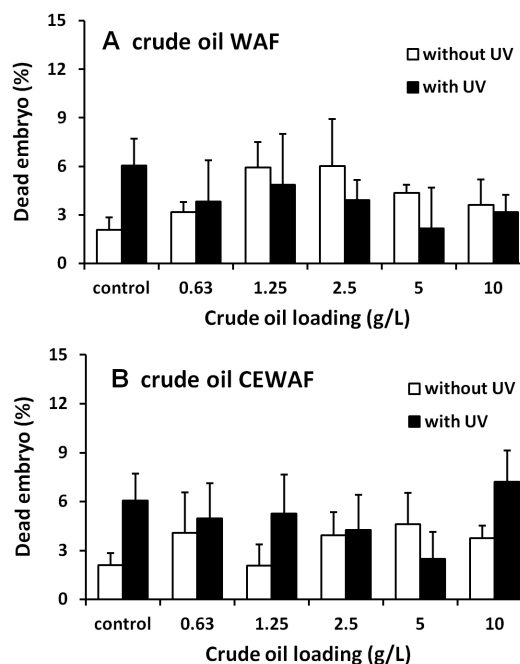 A crude oil WAF
without UV
with UV
Dead embryo (%)
15
12
9
6
3
0
control 0.63 1.25 2.5 5 10
Crude oil loading (g/L)
B crude oil CEWAF
without UV
with UV
Dead embryo (%)
15
12
9
6
3
0
control 0.63 1.25 2.5 5 10
Crude oil loading (g/L)